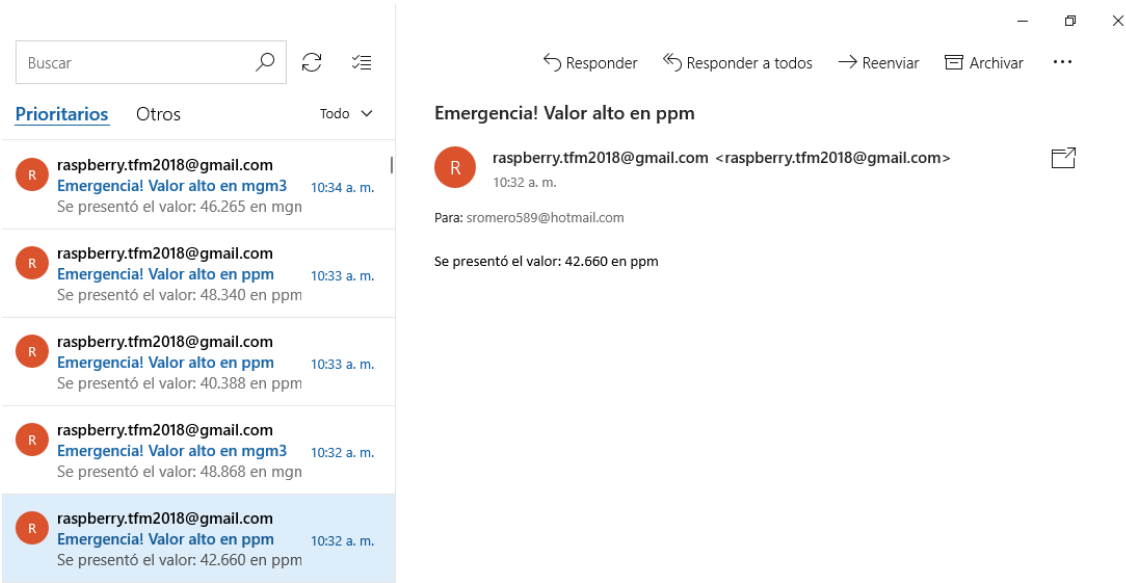 Buscar
Prioritarios Otros Todo
R
raspberry.tfm2018@gmail.com
Emergencia! Valor alto en mgm3 10:34 a. m.
Se presentó el valor: 46.265 en mgm
R
raspberry.tfm2018@gmail.com
Emergencia! Valor alto en ppm 10:33 a. m.
Se presentó el valor: 48.340 en ppm
R
raspberry.tfm2018@gmail.com
Emergencia! Valor alto en ppm 10:33 a. m.
Se presentó el valor: 40.388 en ppm
R
raspberry.tfm2018@gmail.com
Emergencia! Valor alto en mgm3 10:32 a. m.
Se presentó el valor: 48.868 en mgm
R
raspberry.tfm2018@gmail.com
Emergencia! Valor alto en ppm 10:32 a. m.
Se presentó el valor: 42.660 en ppm
Responder Responder a todos Reenviar Archivar
Emergencia! Valor alto en ppm
R
raspberry.tfm2018@gmail.com <raspberry.tfm2018@gmail.com>
10:32 a. m.
Para: sromero589@hotmail.com
Se presentó el valor: 42.660 en ppm